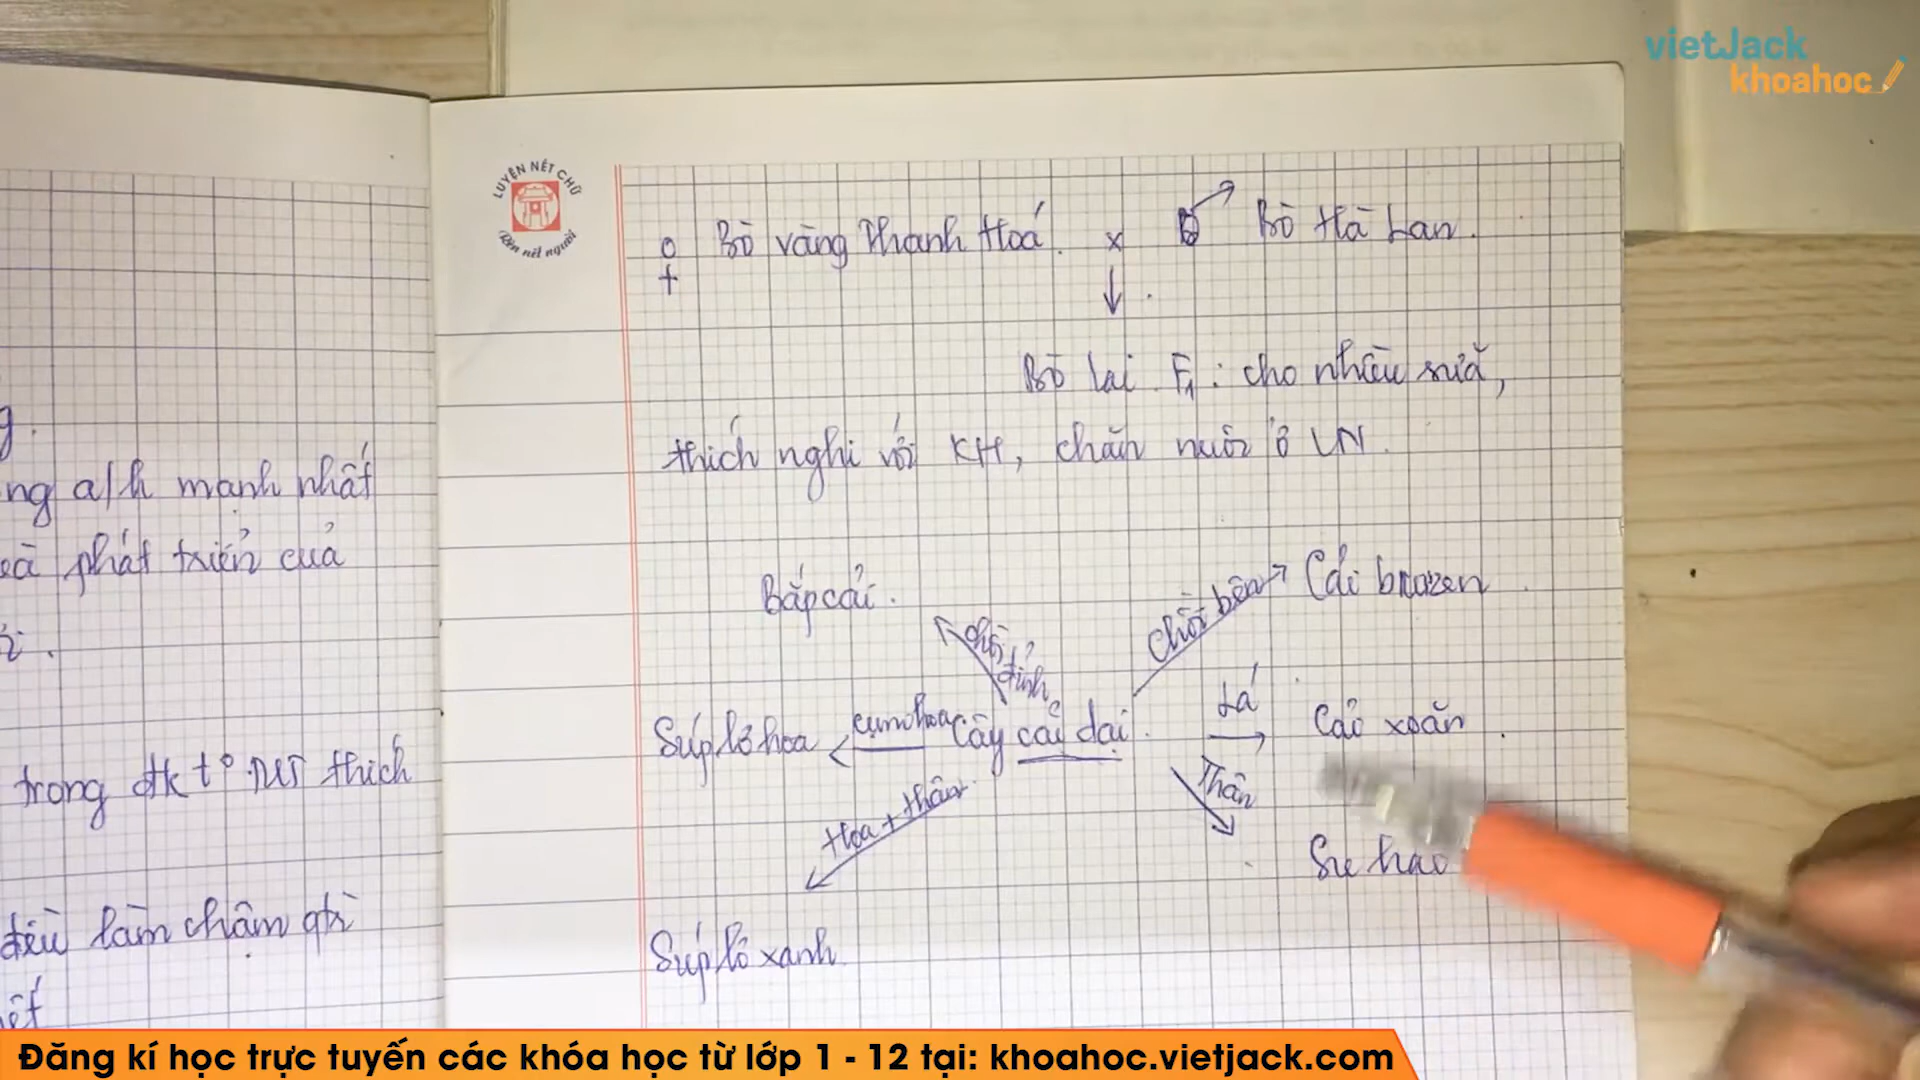 vietJack
khoahoc
LUYỆN NÉT CHỮ
Rèn nết người
Bò vàng Thanh Hoá x Bò Hà Lan.
Bò lai F1 : cho nhiều sữa,
thích nghi với KH, chăn nuôi ở VN.
Bắp cải.
chồi đỉnh
Chồi bên
Cải brazen
Súp lơ hoa
cụm hoa
Cây cải dại.
Lá
Cải xoăn
Thân
Su hào
Hoa + thân
Súp lơ xanh
g.
ng a/h mạnh nhất
phát triển của
trong đk t° MT thích
đều làm chậm qtr
Đăng kí học trực tuyến các khóa học từ lớp 1 - 12 tại: khoahoc.vietjack.com